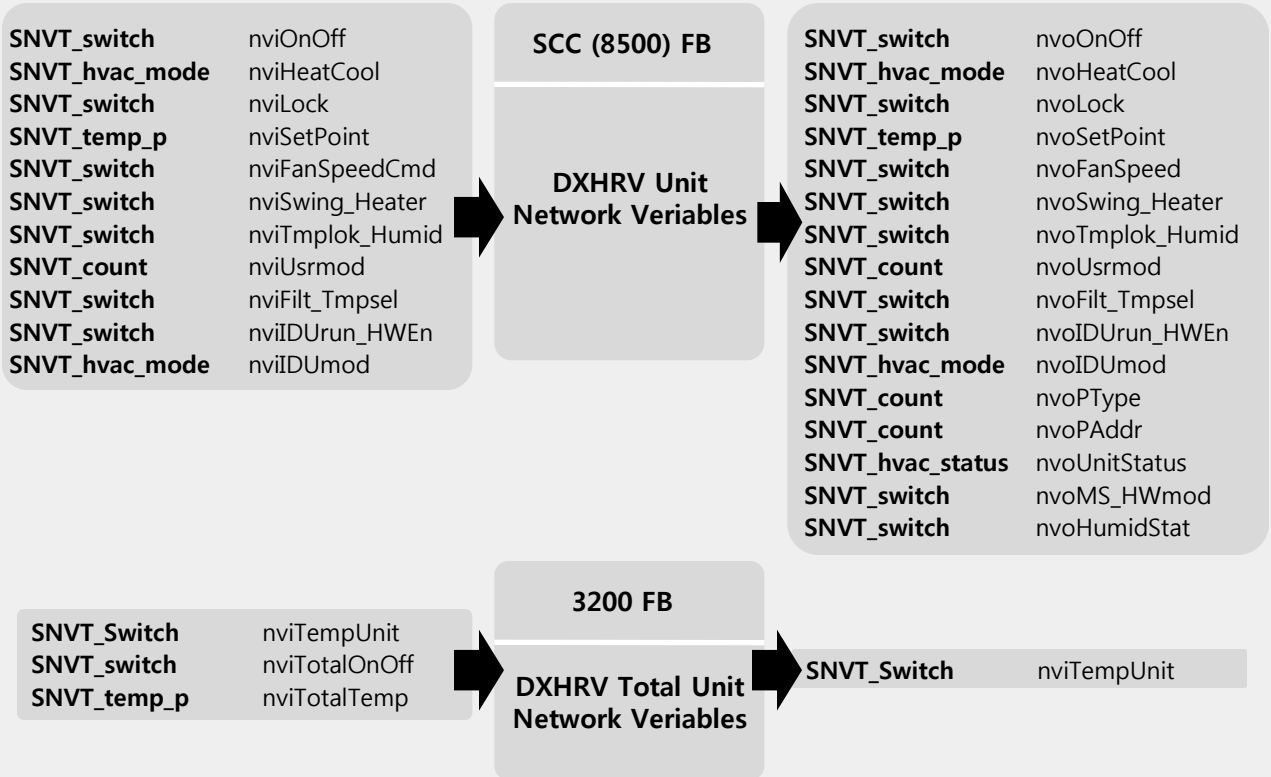 SNVT_switch nviOnOff
SNVT_hvac_mode nviHeatCool
SNVT_switch nviLock
SNVT_temp_p nviSetPoint
SNVT_switch nviFanSpeedCmd
SNVT_switch nviSwing_Heater
SNVT_switch nviTmplok_Humid
SNVT_count nviUsrmod
SNVT_switch nviFilt_Tmpsel
SNVT_switch nviIDUrun_HWEn
SNVT_hvac_mode nviIDUmod
SCC (8500) FB
DXHRV Unit
Network Veriables
SNVT_switch nvoOnOff
SNVT_hvac_mode nvoHeatCool
SNVT_switch nvoLock
SNVT_temp_p nvoSetPoint
SNVT_switch nvoFanSpeed
SNVT_switch nvoSwing_Heater
SNVT_switch nvoTmplok_Humid
SNVT_count nvoUsrmod
SNVT_switch nvoFilt_Tmpsel
SNVT_switch nvoIDUrun_HWEn
SNVT_hvac_mode nvoIDUmod
SNVT_count nvoPType
SNVT_count nvoPAddr
SNVT_hvac_status nvoUnitStatus
SNVT_switch nvoMS_HWmod
SNVT_switch nvoHumidStat
SNVT_Switch nviTempUnit
SNVT_switch nviTotalOnOff
SNVT_temp_p nviTotalTemp
3200 FB
DXHRV Total Unit
Network Veriables
SNVT_Switch nviTempUnit